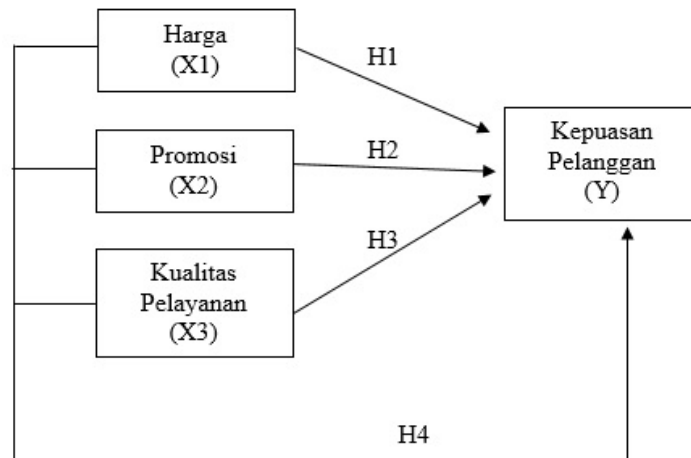 Harga
(X1)
H1
Promosi
(X2)
H2
Kepuasan
Pelanggan
(Y)
Kualitas
Pelayanan
(X3)
H3
H4